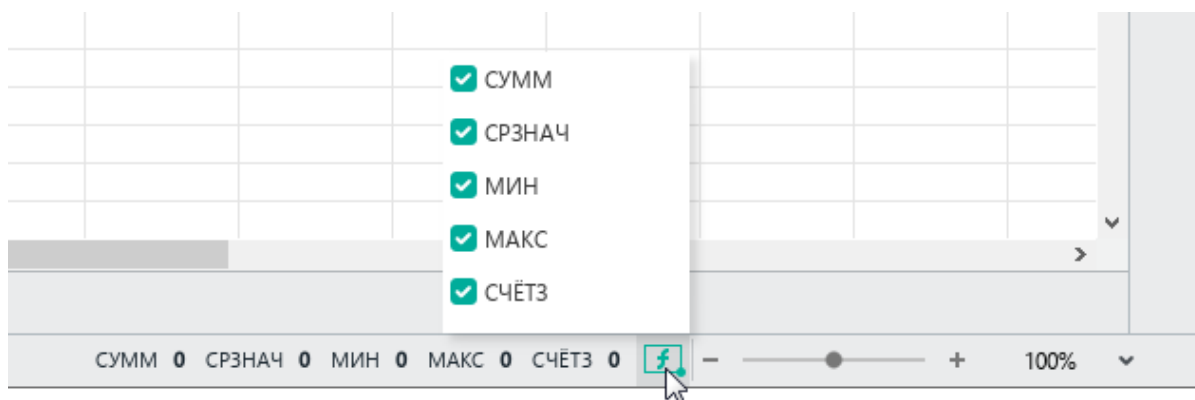 СУММ
СРЗНАЧ
МИН
МАКС
СЧЁТЗ
СУММ 0 СРЗНАЧ 0 МИН 0 МАКС 0 СЧЁТЗ 0 f − + 100%